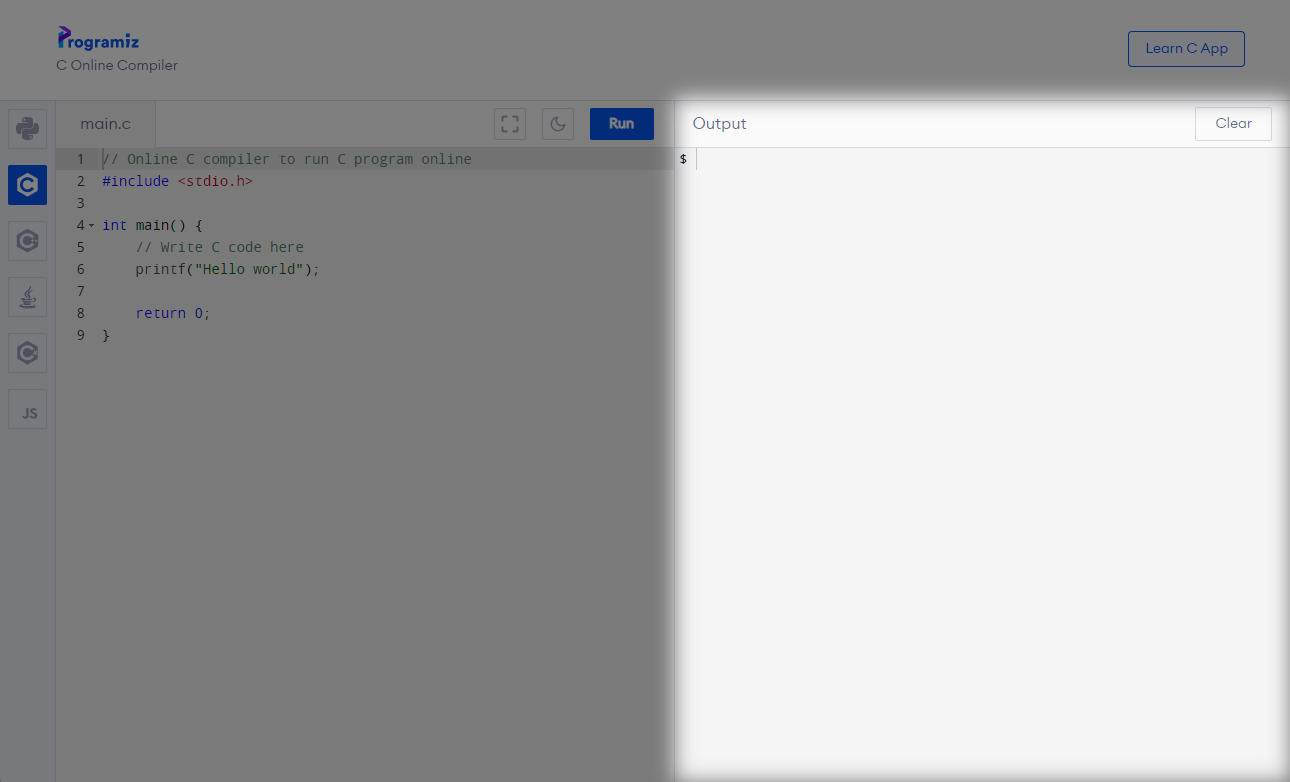 Programiz
C Online Compiler
Learn C App
main.c
Run
Output
Clear
1 // Online C compiler to run C program online
2 #include <stdio.h>
3
4 int main() {
5     // Write C code here
6     printf("Hello world");
7
8     return 0;
9 }
$
JS